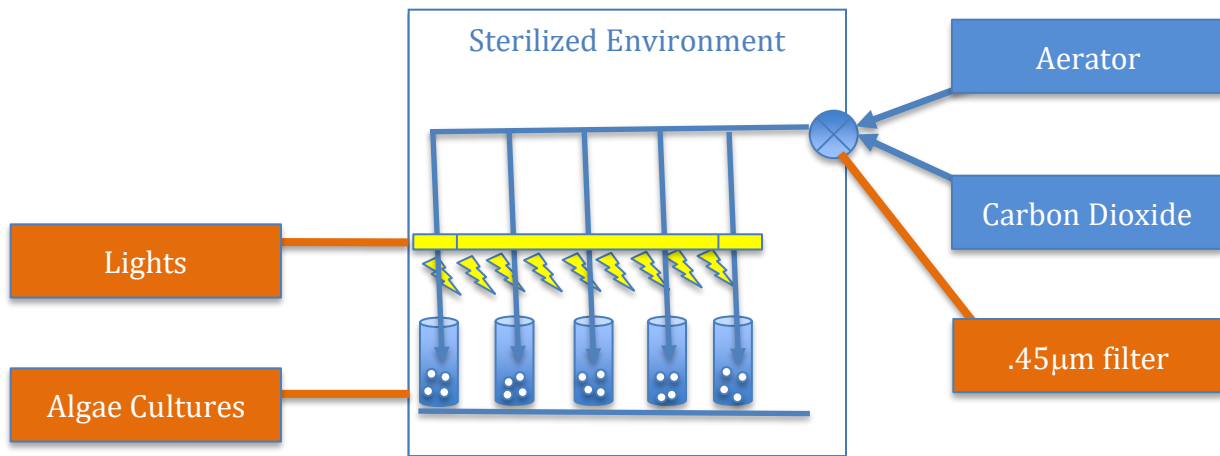 Sterilized Environment
Aerator
Carbon Dioxide
Lights
.45μm filter
Algae Cultures